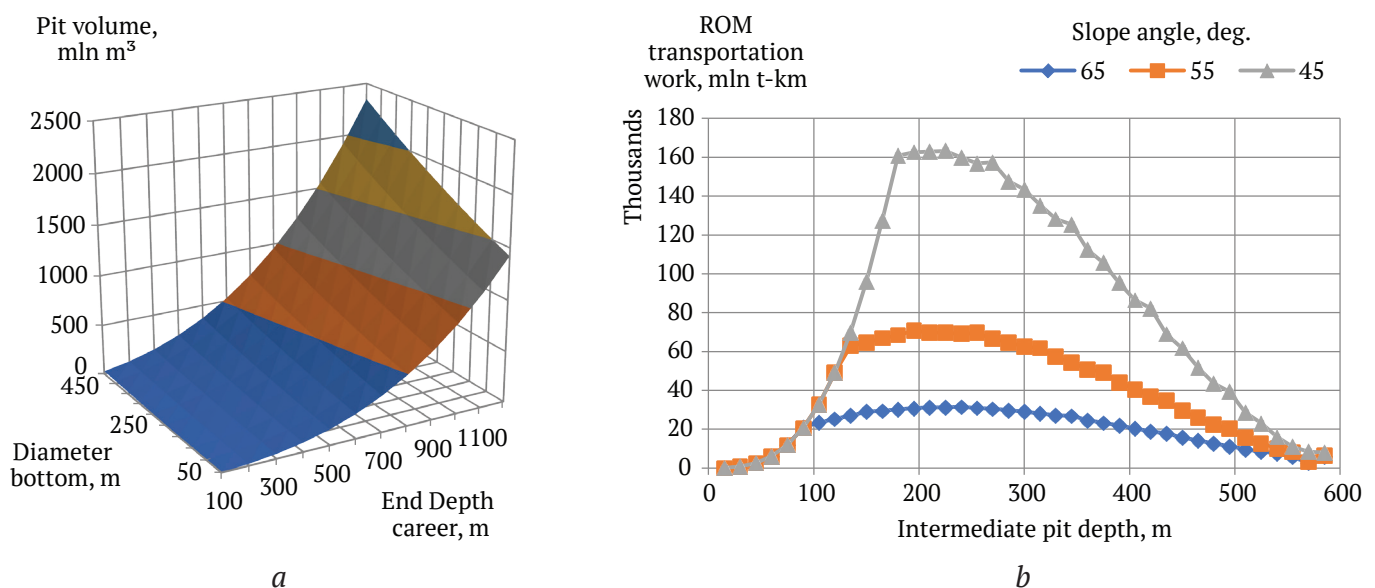 Pit volume,
mln m³
2500
2000
1500
1000
500
0
450
250
50
Diameter
bottom, m
100
300
500
700
900
1100
End Depth
career, m
a
ROM
transportation
work, mln t-km
Slope angle, deg.
65 55 45
Thousands
180
160
140
120
100
80
60
40
20
0
0 100 200 300 400 500 600
Intermediate pit depth, m
b